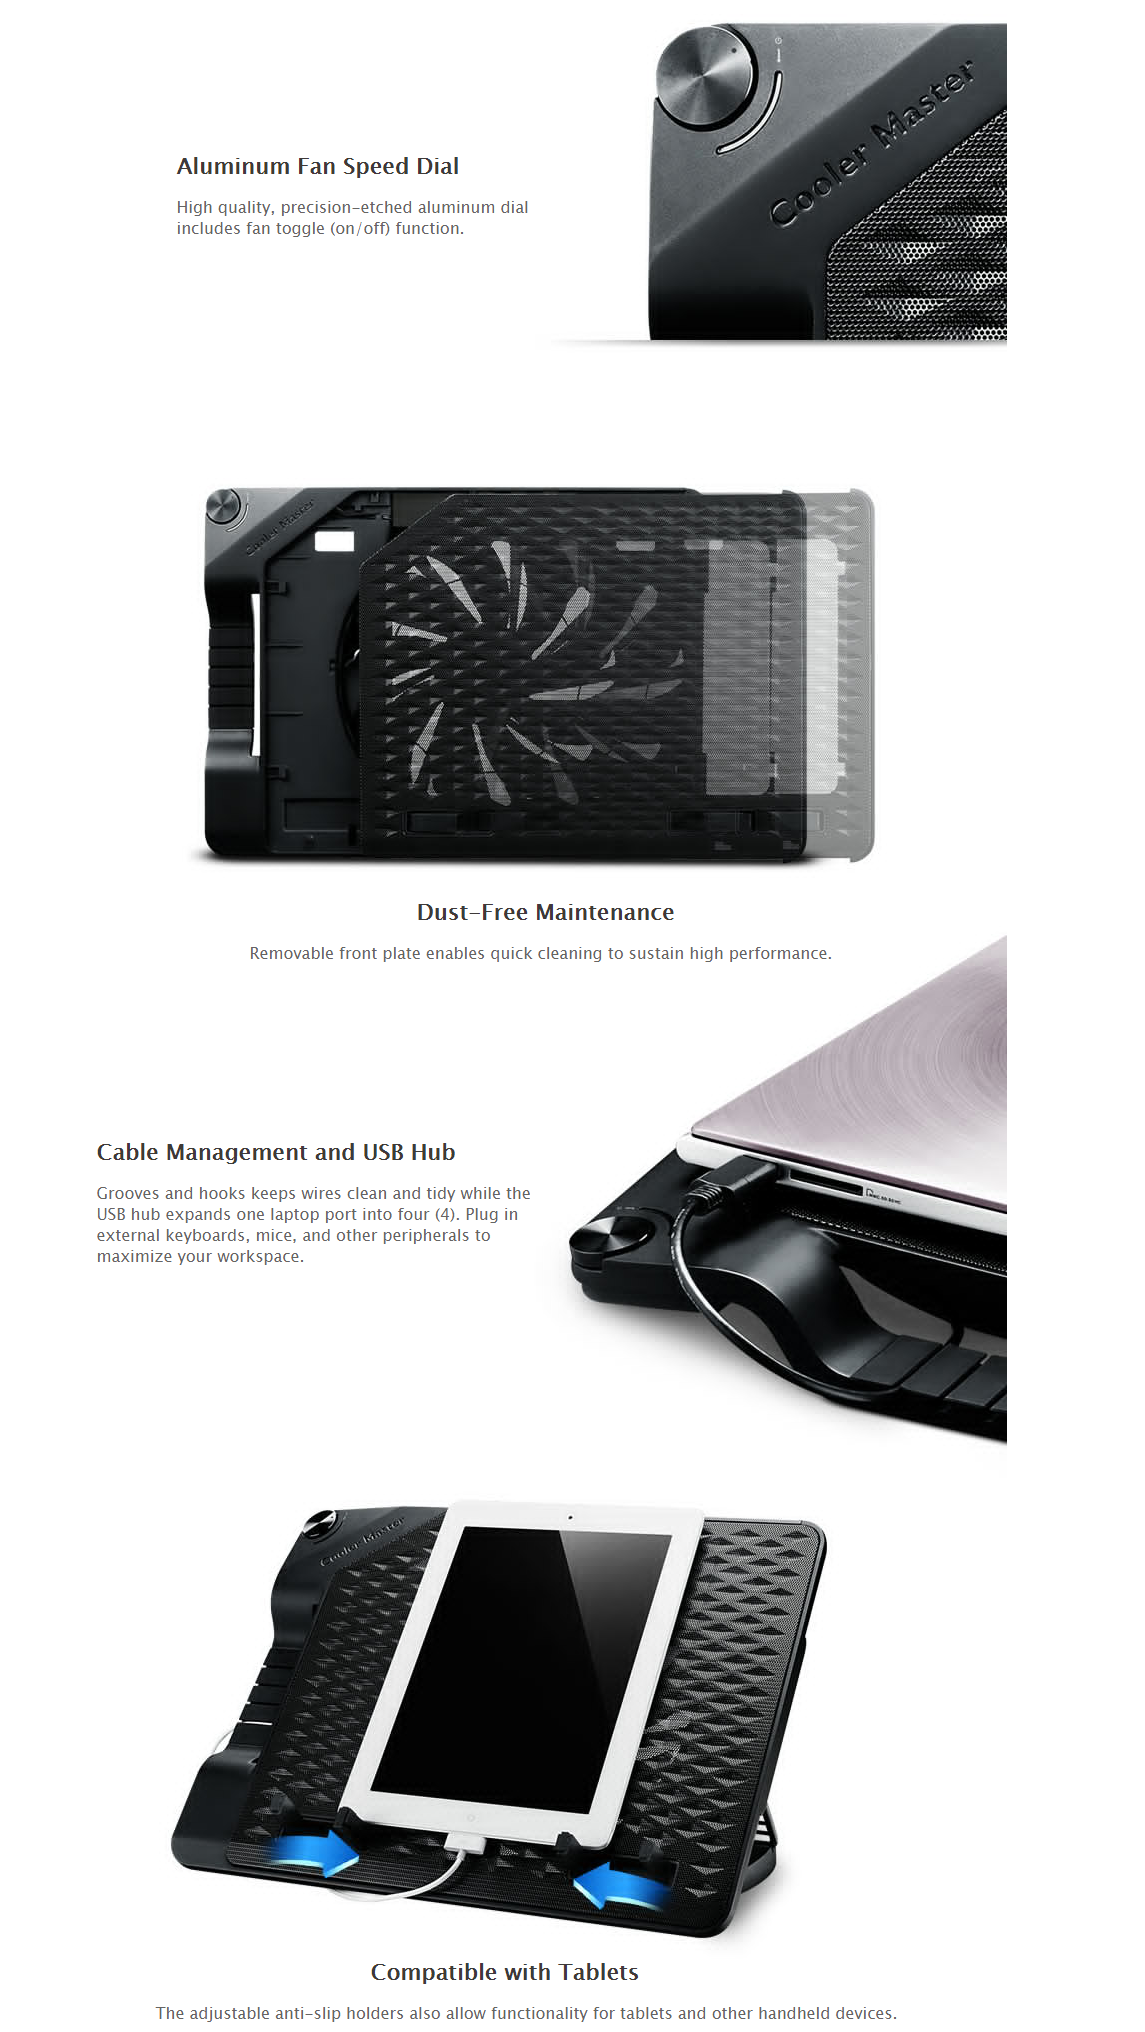 Cooler Master
Aluminum Fan Speed Dial
High quality, precision-etched aluminum dial
includes fan toggle (on/off) function.
Cooler Master
Dust-Free Maintenance
Removable front plate enables quick cleaning to sustain high performance.
Cable Management and USB Hub
Grooves and hooks keeps wires clean and tidy while the
USB hub expands one laptop port into four (4). Plug in
external keyboards, mice, and other peripherals to
maximize your workspace.
Cooler Master
Compatible with Tablets
The adjustable anti-slip holders also allow functionality for tablets and other handheld devices.